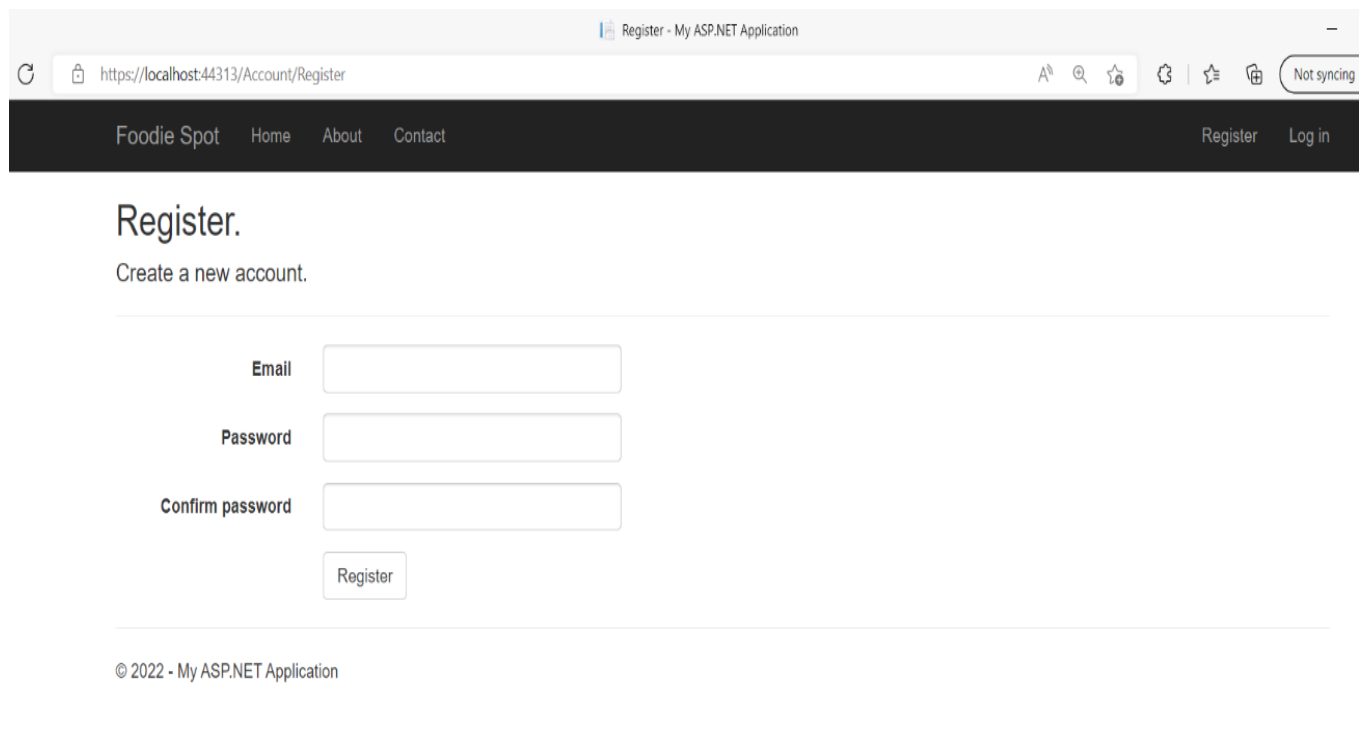 Register - My ASP.NET Application
https://localhost:44313/Account/Register
Not syncing
Foodie Spot Home About Contact Register Log in
Register.
Create a new account.
Email
Password
Confirm password
Register
© 2022 - My ASP.NET Application